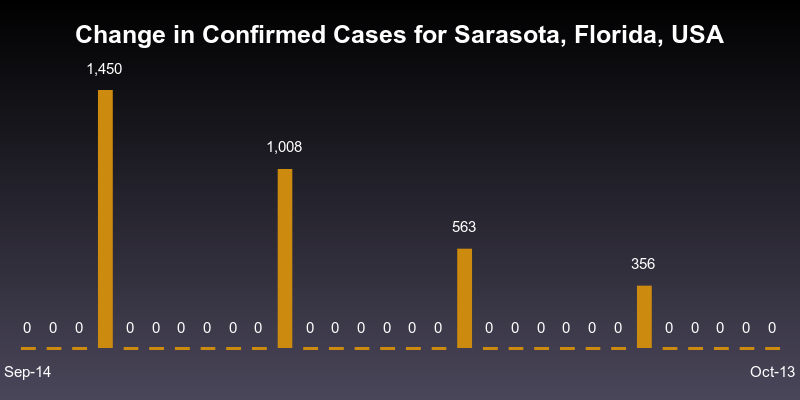 Change in Confirmed Cases for Sarasota, Florida, USA
1,450
1,008
563
356
0 0 0 0 0 0 0 0 0 0 0 0 0 0 0 0 0 0 0 0 0 0 0 0 0 0
Sep-14 Oct-13